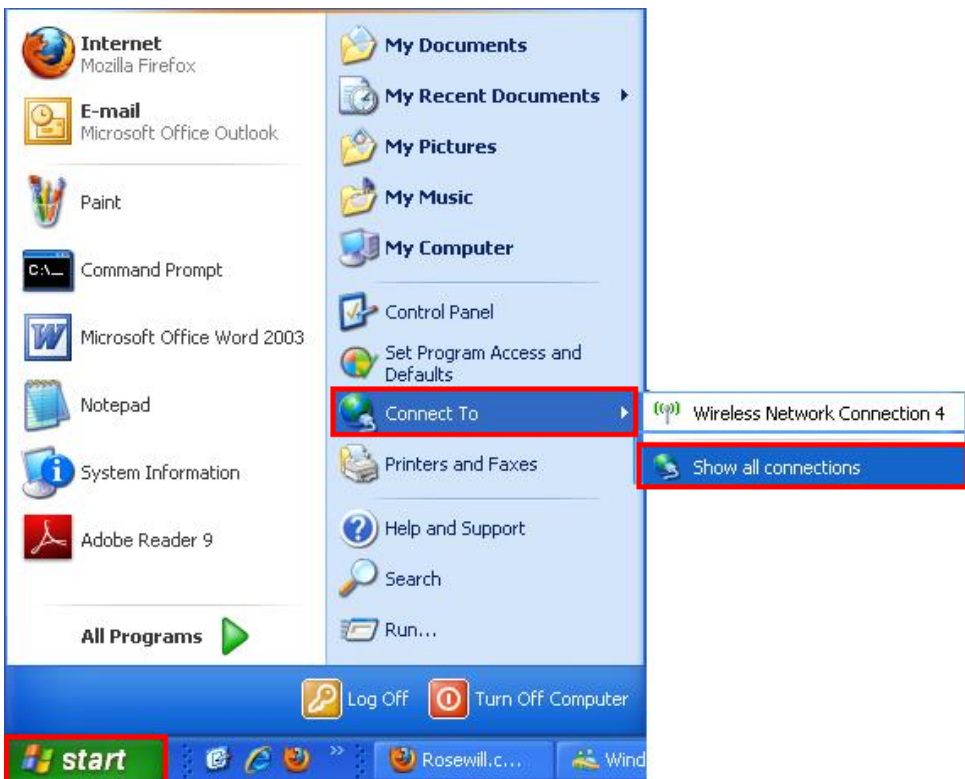 Internet
Mozilla Firefox
E-mail
Microsoft Office Outlook
Paint
C:\_
Command Prompt
Microsoft Office Word 2003
Notepad
System Information
Adobe Reader 9
All Programs
My Documents
My Recent Documents
My Pictures
My Music
My Computer
Control Panel
Set Program Access and
Defaults
Connect To
Printers and Faxes
Help and Support
Search
Run...
Wireless Network Connection 4
Show all connections
Log Off
Turn Off Computer
start
»
Rosewill.c...
Wind